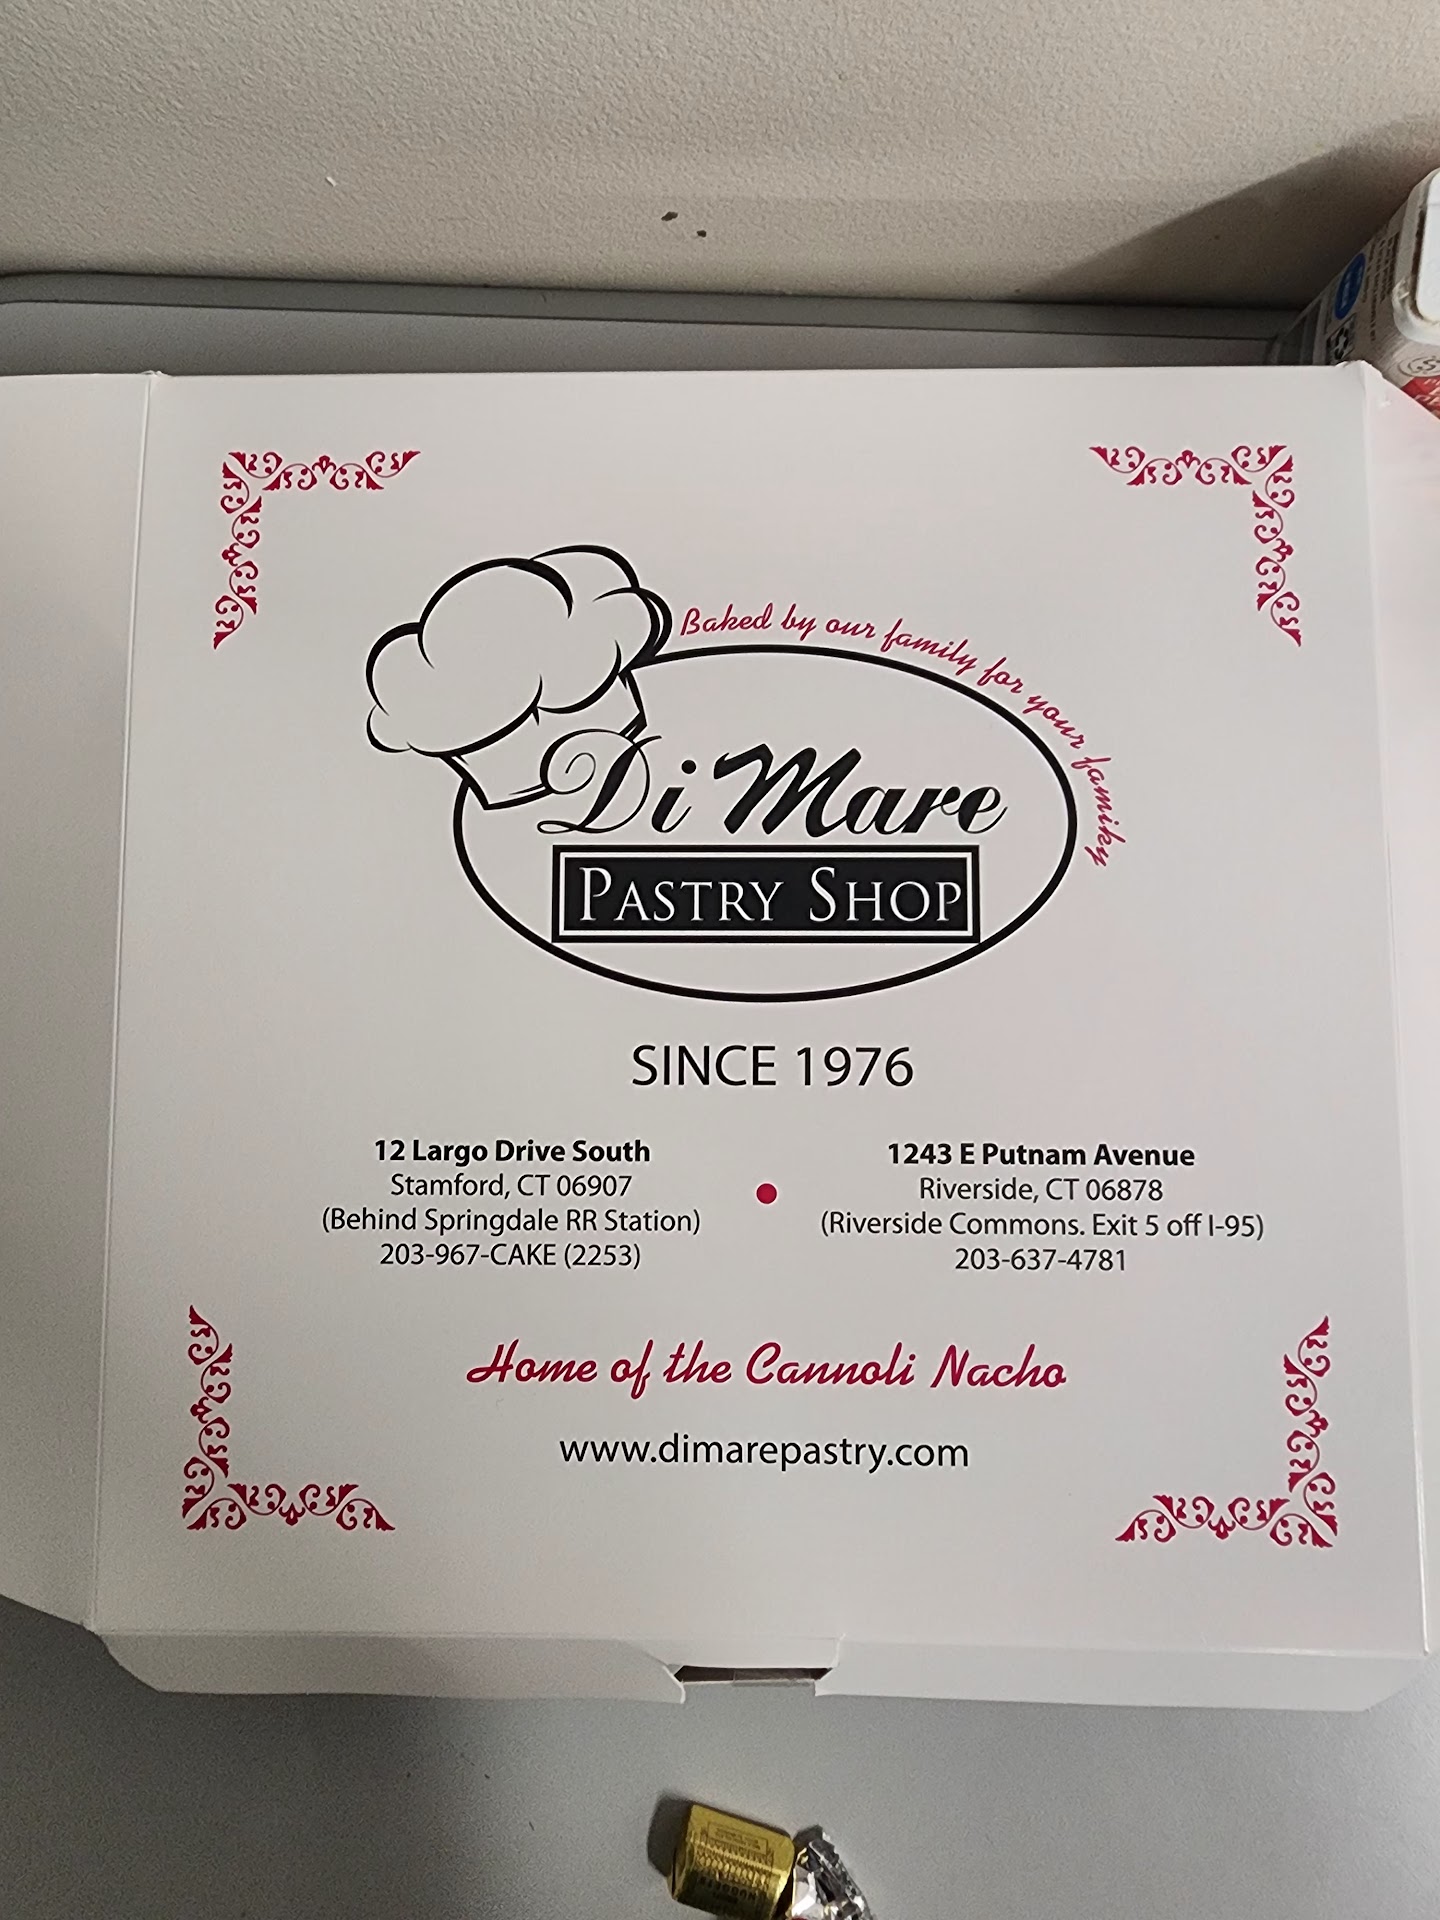 Baked by our family for your family
Di Mare
PASTRY SHOP
SINCE 1976
12 Largo Drive South
Stamford, CT 06907
(Behind Springdale RR Station)
203-967-CAKE (2253)
1243 E Putnam Avenue
Riverside, CT 06878
(Riverside Commons. Exit 5 off I-95)
203-637-4781
Home of the Cannoli Nacho
www.dimarepastry.com